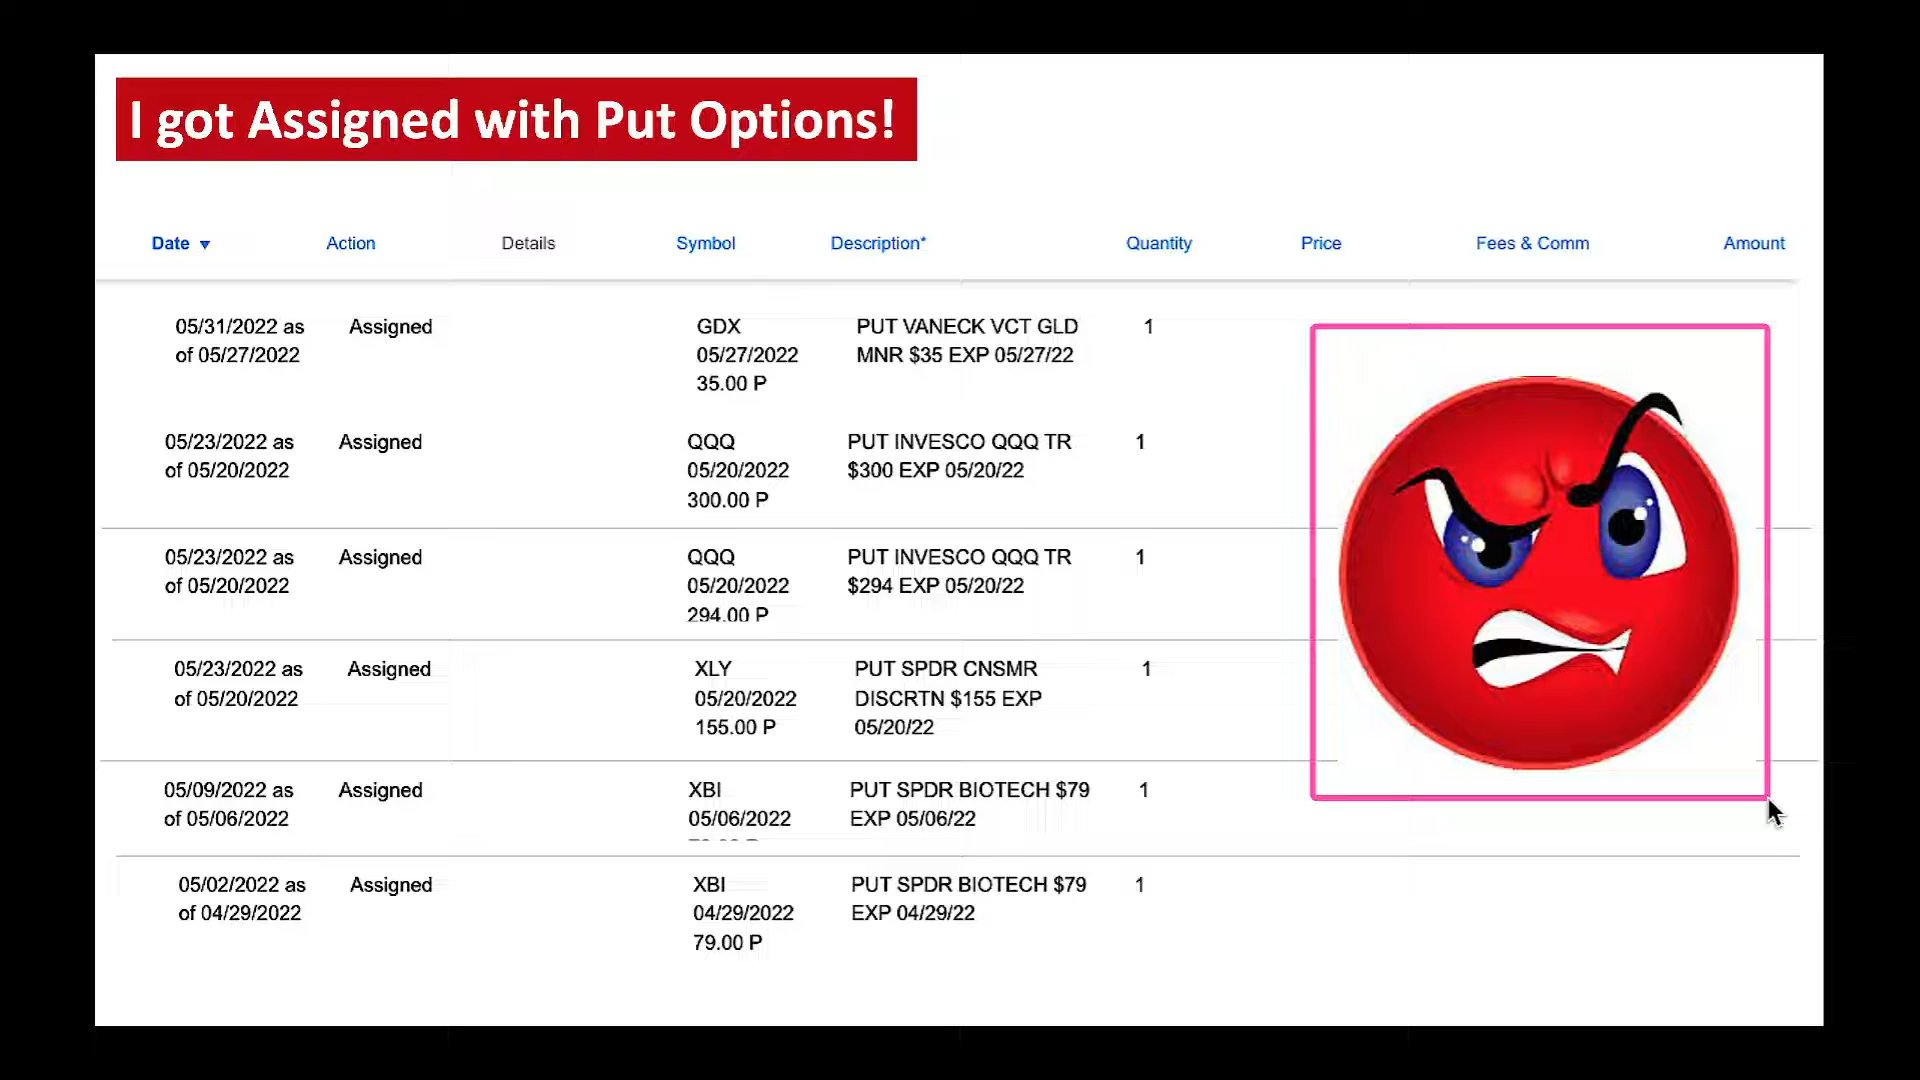 I got Assigned with Put Options!
Date ▼ Action Details Symbol Description* Quantity Price Fees & Comm Amount
05/31/2022 as Assigned GDX PUT VANECK VCT GLD 1
of 05/27/2022 05/27/2022 MNR $35 EXP 05/27/22
35.00 P
05/23/2022 as Assigned QQQ PUT INVESCO QQQ TR 1
of 05/20/2022 05/20/2022 $300 EXP 05/20/22
300.00 P
05/23/2022 as Assigned QQQ PUT INVESCO QQQ TR 1
of 05/20/2022 05/20/2022 $294 EXP 05/20/22
294.00 P
05/23/2022 as Assigned XLY PUT SPDR CNSMR 1
of 05/20/2022 05/20/2022 DISCRTN $155 EXP
155.00 P 05/20/22
05/09/2022 as Assigned XBI PUT SPDR BIOTECH $79 1
of 05/06/2022 05/06/2022 EXP 05/06/22
05/02/2022 as Assigned XBI PUT SPDR BIOTECH $79 1
of 04/29/2022 04/29/2022 EXP 04/29/22
79.00 P